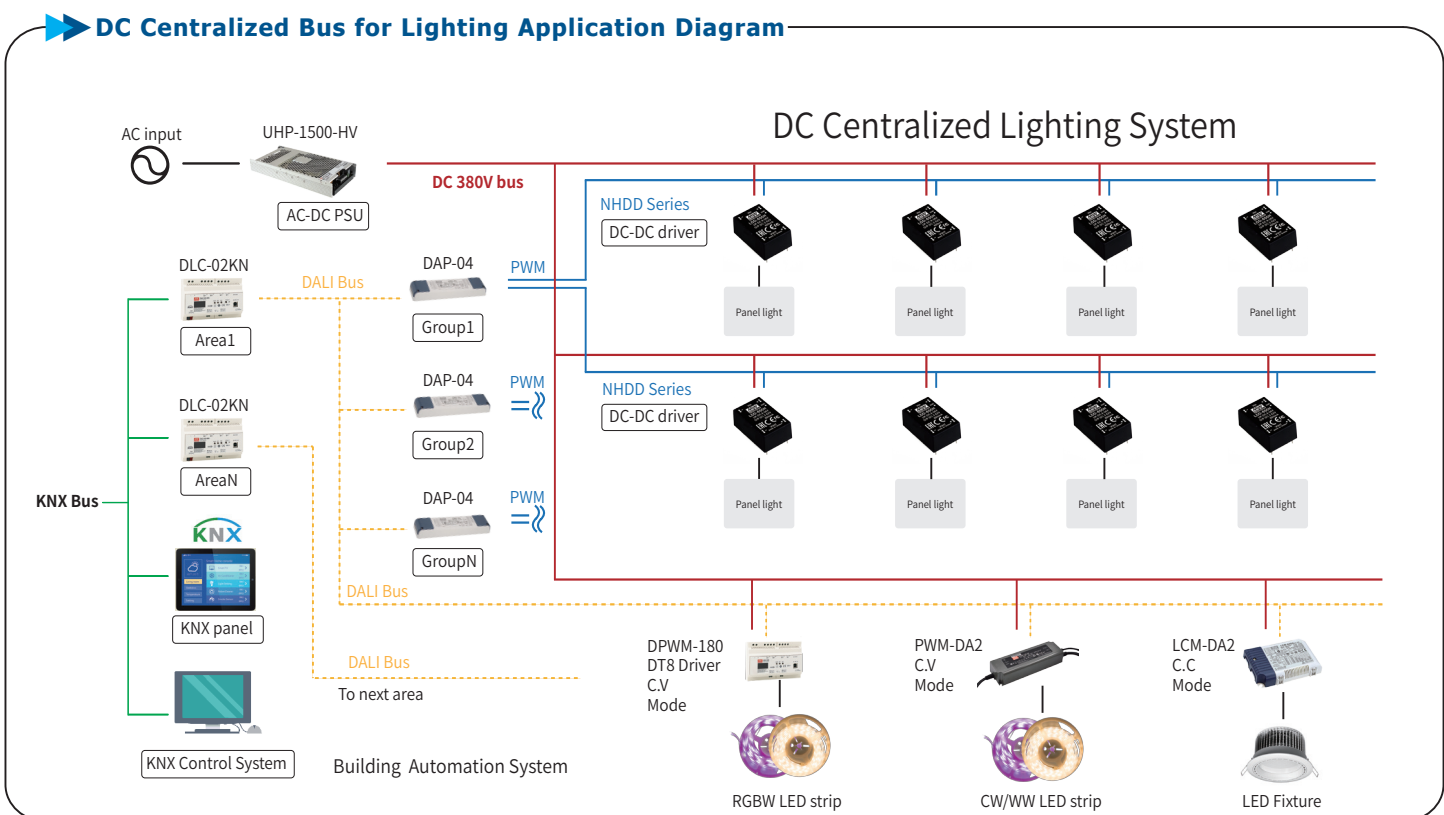 DC Centralized Bus for Lighting Application Diagram
DC Centralized Lighting System
AC input
UHP-1500-HV
AC-DC PSU
DC 380V bus
NHDD Series
DC-DC driver
Panel light
Panel light
Panel light
Panel light
DLC-02KN
Area1
DALI Bus
DAP-04
PWM
Group1
NHDD Series
DC-DC driver
Panel light
Panel light
Panel light
Panel light
DLC-02KN
AreaN
DAP-04
PWM
Group2
KNX Bus
DAP-04
PWM
GroupN
KNX
KNX panel
DALI Bus
DALI Bus
To next area
KNX Control System
Building Automation System
DPWM-180
DT8 Driver
C.V
Mode
RGBW LED strip
PWM-DA2
C.V
Mode
CW/WW LED strip
LCM-DA2
C.C
Mode
LED Fixture